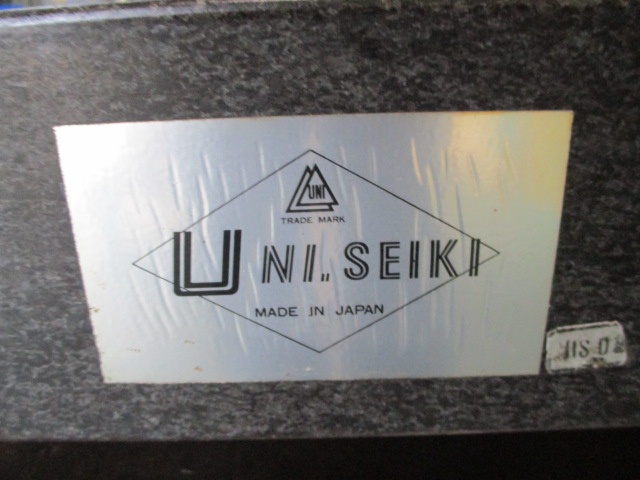 UNI
TRADE MARK
UNI.. SEIKI
MADE IN JAPAN
JIS 0